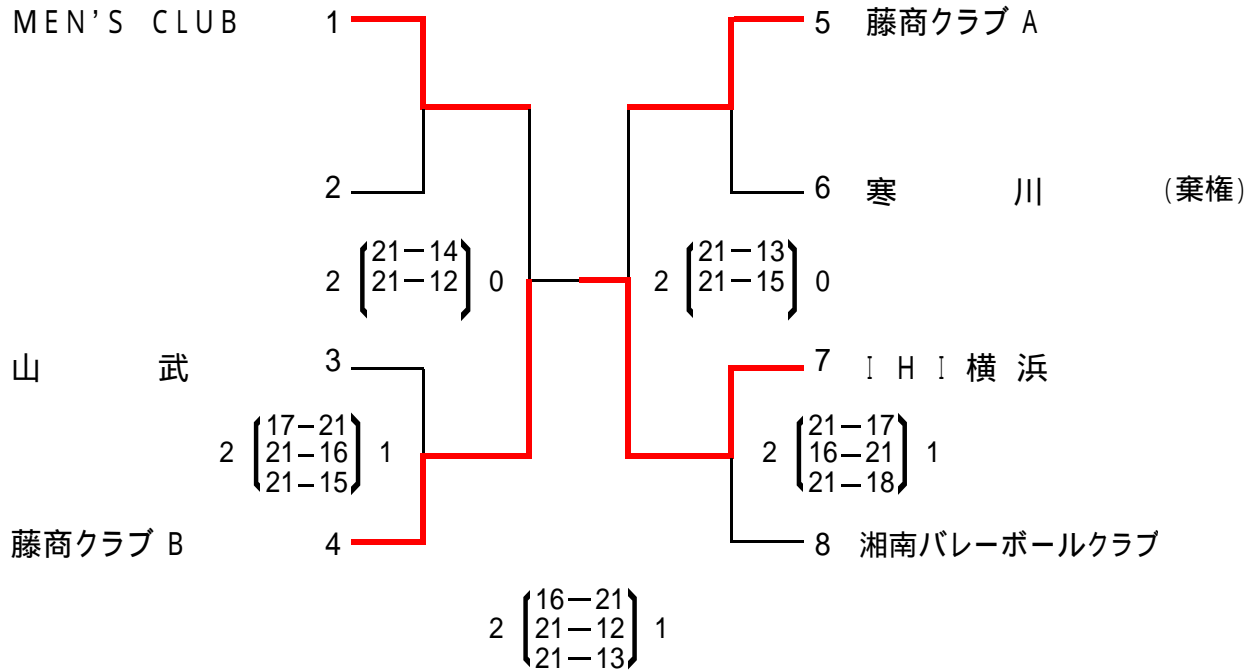 MEN'S CLUB 1 5 藤商クラブ A
2 6 寒川 (棄権)
2 (21-14 21-12) 0 2 (21-13 21-15) 0
山武 3 7 IHI横浜
2 (17-21 21-16 21-15) 1 2 (21-17 16-21 21-18) 1
藤商クラブ B 4 8 湘南バレーボールクラブ
2 (16-21 21-12 21-13) 1